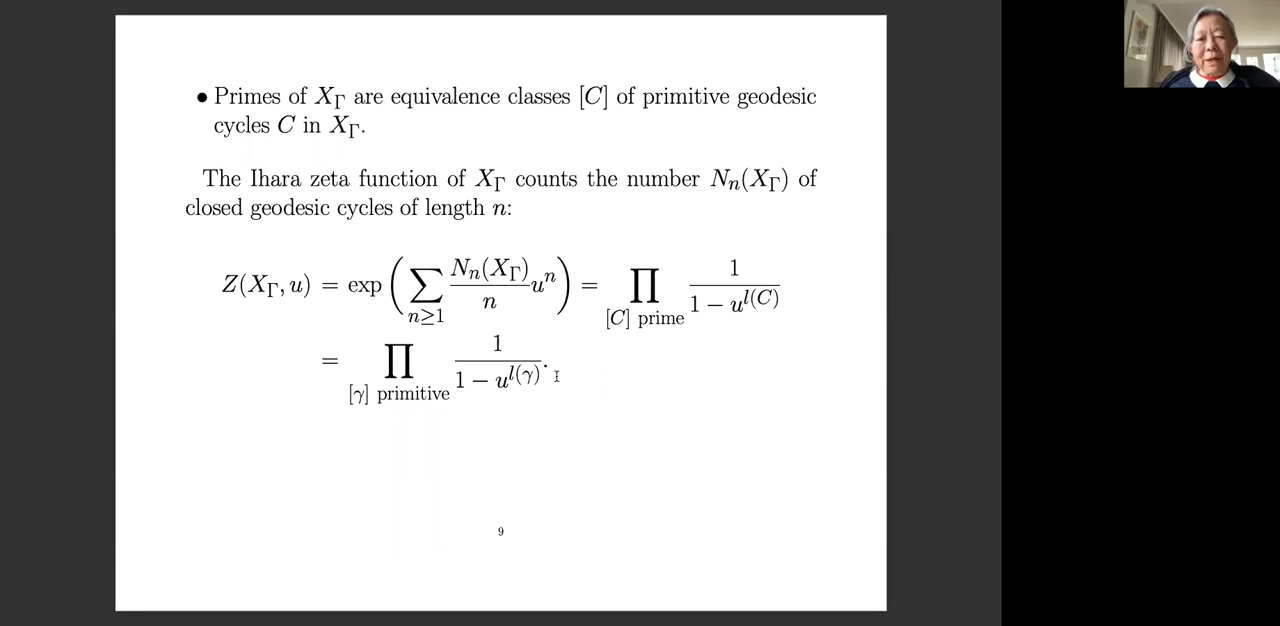 • Primes of X_Γ are equivalence classes [C] of primitive geodesic
cycles C in X_Γ.
The Ihara zeta function of X_Γ counts the number N_n(X_Γ) of
closed geodesic cycles of length n:
Z(X_Γ, u) = exp ( ∑_{n≥1} N_n(X_Γ)/n u^n ) = ∏_{[C] prime} 1/(1 − u^{l(C)})
= ∏_{[γ] primitive} 1/(1 − u^{l(γ)}).
9